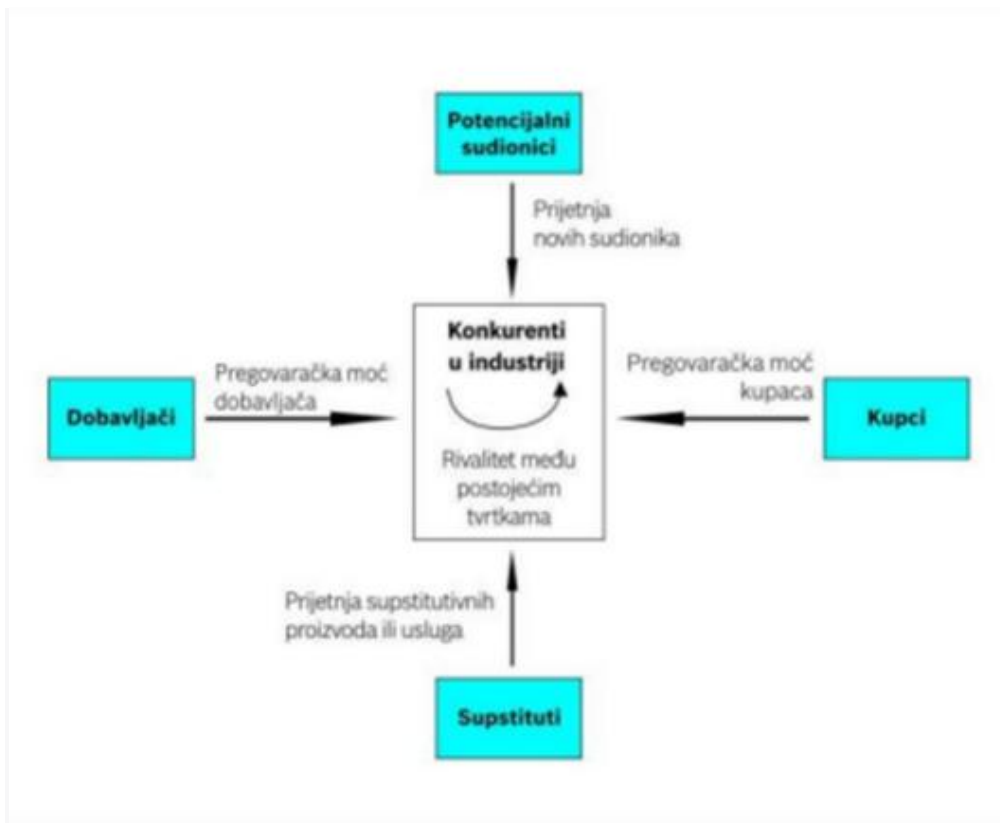 Potencijalni
sudionici
Prijetnja
novih sudionika
Konkurenti
u industriji
Rivalitet među
postojećim
tvrtkama
Dobavljači
Pregovaračka moć
dobavljača
Pregovaračka moć
kupaca
Kupci
Prijetnja supstitutivnih
proizvoda ili usluga
Supstituti